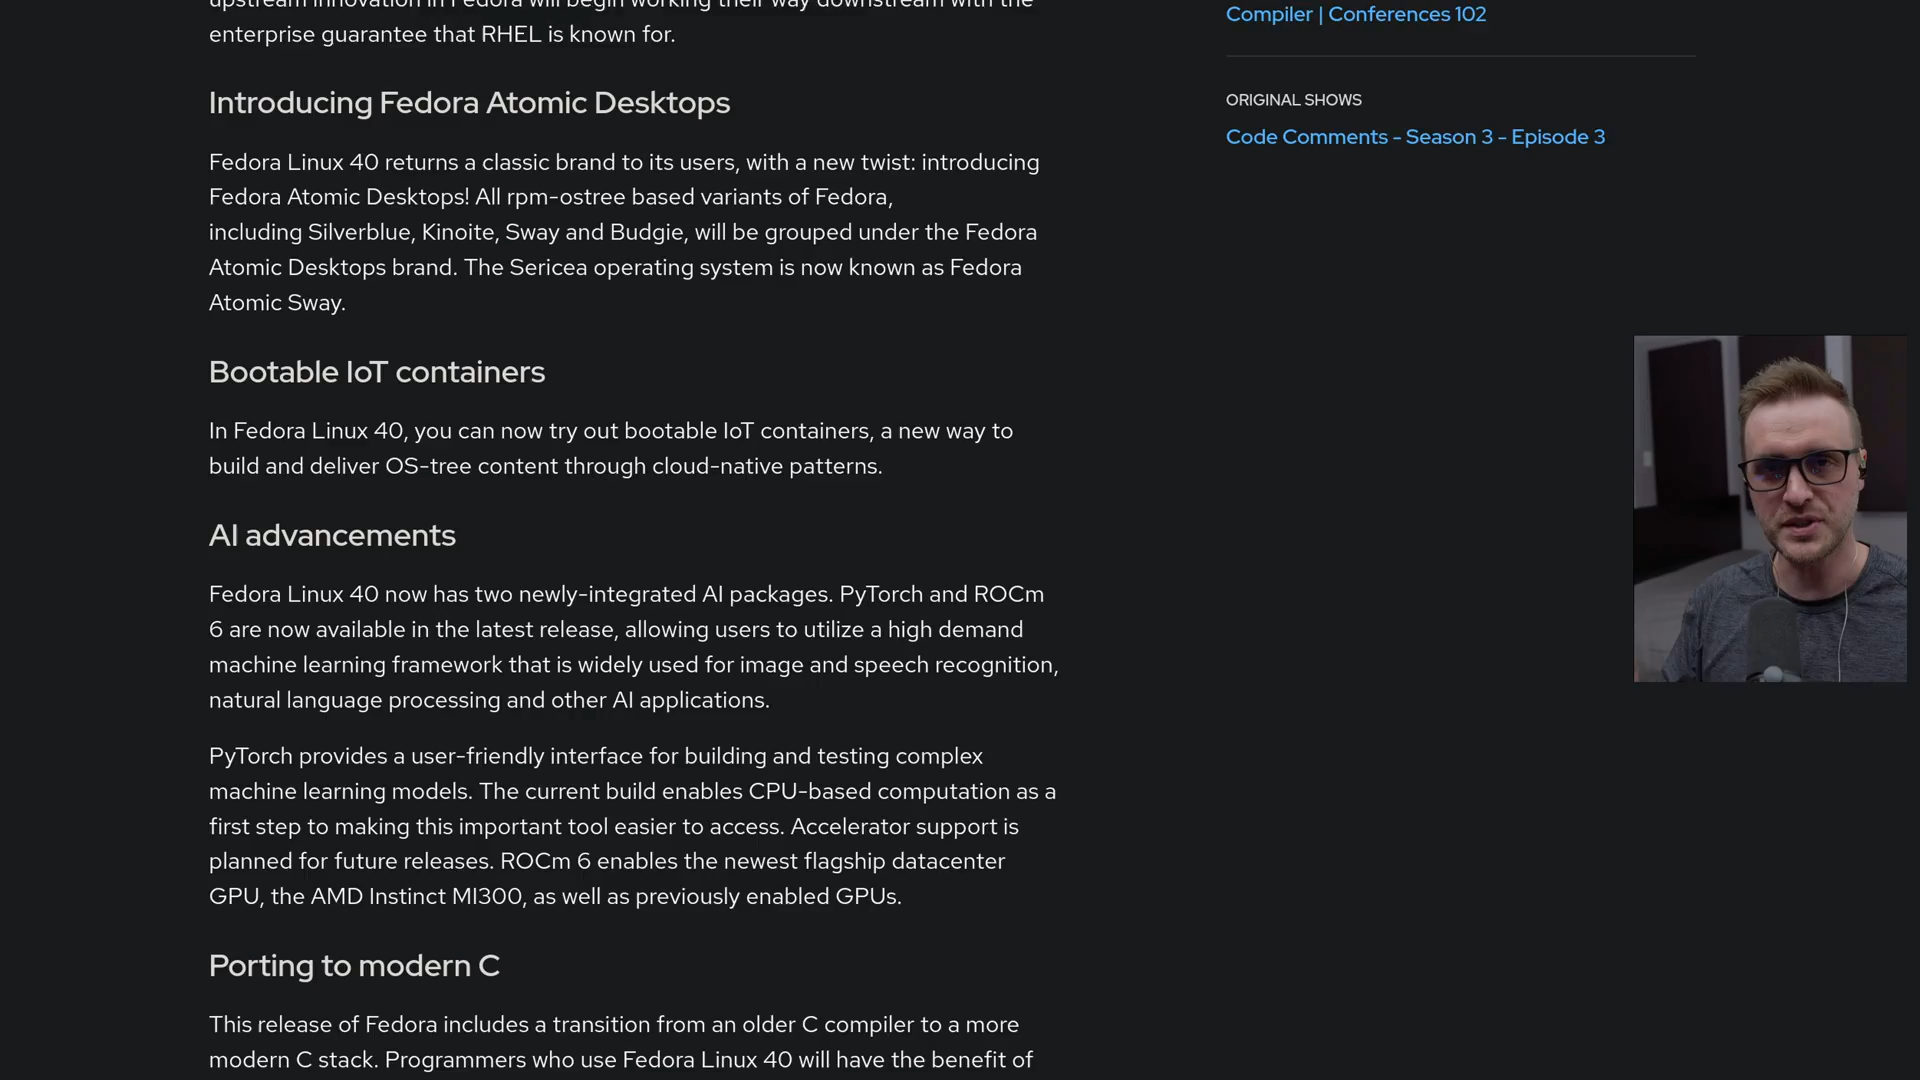 upstream innovation in Fedora will begin working their way downstream with the
enterprise guarantee that RHEL is known for.
Introducing Fedora Atomic Desktops
Fedora Linux 40 returns a classic brand to its users, with a new twist: introducing
Fedora Atomic Desktops! All rpm-ostree based variants of Fedora,
including Silverblue, Kinoite, Sway and Budgie, will be grouped under the Fedora
Atomic Desktops brand. The Sericea operating system is now known as Fedora
Atomic Sway.
Bootable IoT containers
In Fedora Linux 40, you can now try out bootable IoT containers, a new way to
build and deliver OS-tree content through cloud-native patterns.
AI advancements
Fedora Linux 40 now has two newly-integrated AI packages. PyTorch and ROCm
6 are now available in the latest release, allowing users to utilize a high demand
machine learning framework that is widely used for image and speech recognition,
natural language processing and other AI applications.
PyTorch provides a user-friendly interface for building and testing complex
machine learning models. The current build enables CPU-based computation as a
first step to making this important tool easier to access. Accelerator support is
planned for future releases. ROCm 6 enables the newest flagship datacenter
GPU, the AMD Instinct MI300, as well as previously enabled GPUs.
Porting to modern C
This release of Fedora includes a transition from an older C compiler to a more
modern C stack. Programmers who use Fedora Linux 40 will have the benefit of
Compiler | Conferences 102
ORIGINAL SHOWS
Code Comments - Season 3 - Episode 3